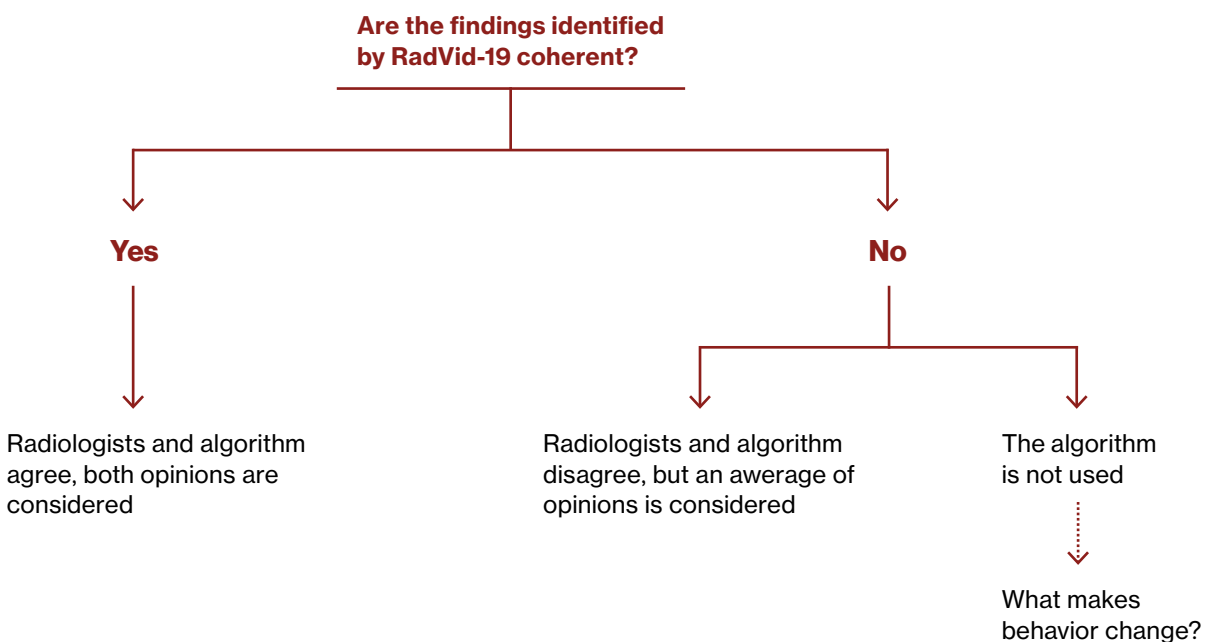 Are the findings identified
by RadVid-19 coherent?
Yes
No
Radiologists and algorithm
agree, both opinions are
considered
Radiologists and algorithm
disagree, but an awerage of
opinions is considered
The algorithm
is not used
What makes
behavior change?